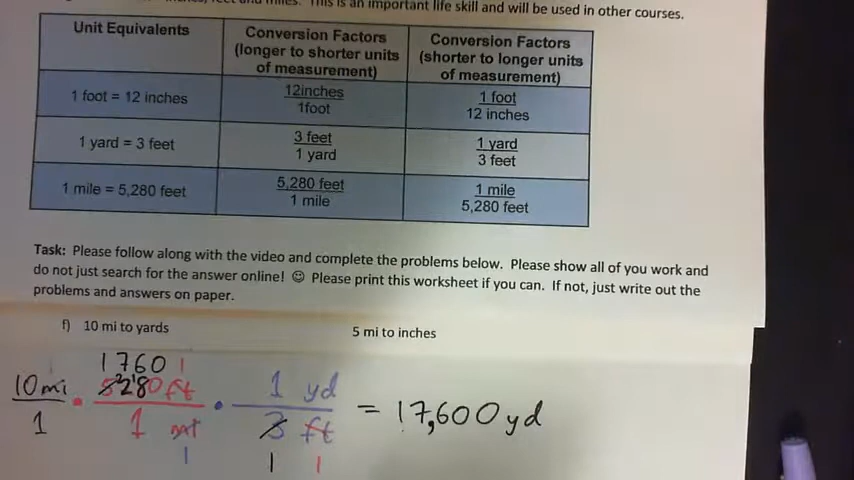 This is an important life skill and will be used in other courses.
Unit Equivalents
Conversion Factors
(longer to shorter units
of measurement)
Conversion Factors
(shorter to longer units
of measurement)
1 foot = 12 inches
12inches
1foot
1 foot
12 inches
1 yard = 3 feet
3 feet
1 yard
1 yard
3 feet
1 mile = 5,280 feet
5,280 feet
1 mile
1 mile
5,280 feet
Task: Please follow along with the video and complete the problems below. Please show all of you work and
do not just search for the answer online! ☺ Please print this worksheet if you can. If not, just write out the
problems and answers on paper.
f) 10 mi to yards
5 mi to inches
1760 1
10mi • 5280 ft • 1 yd = 17,600 yd
1 1 mi 3 ft
1 1 1